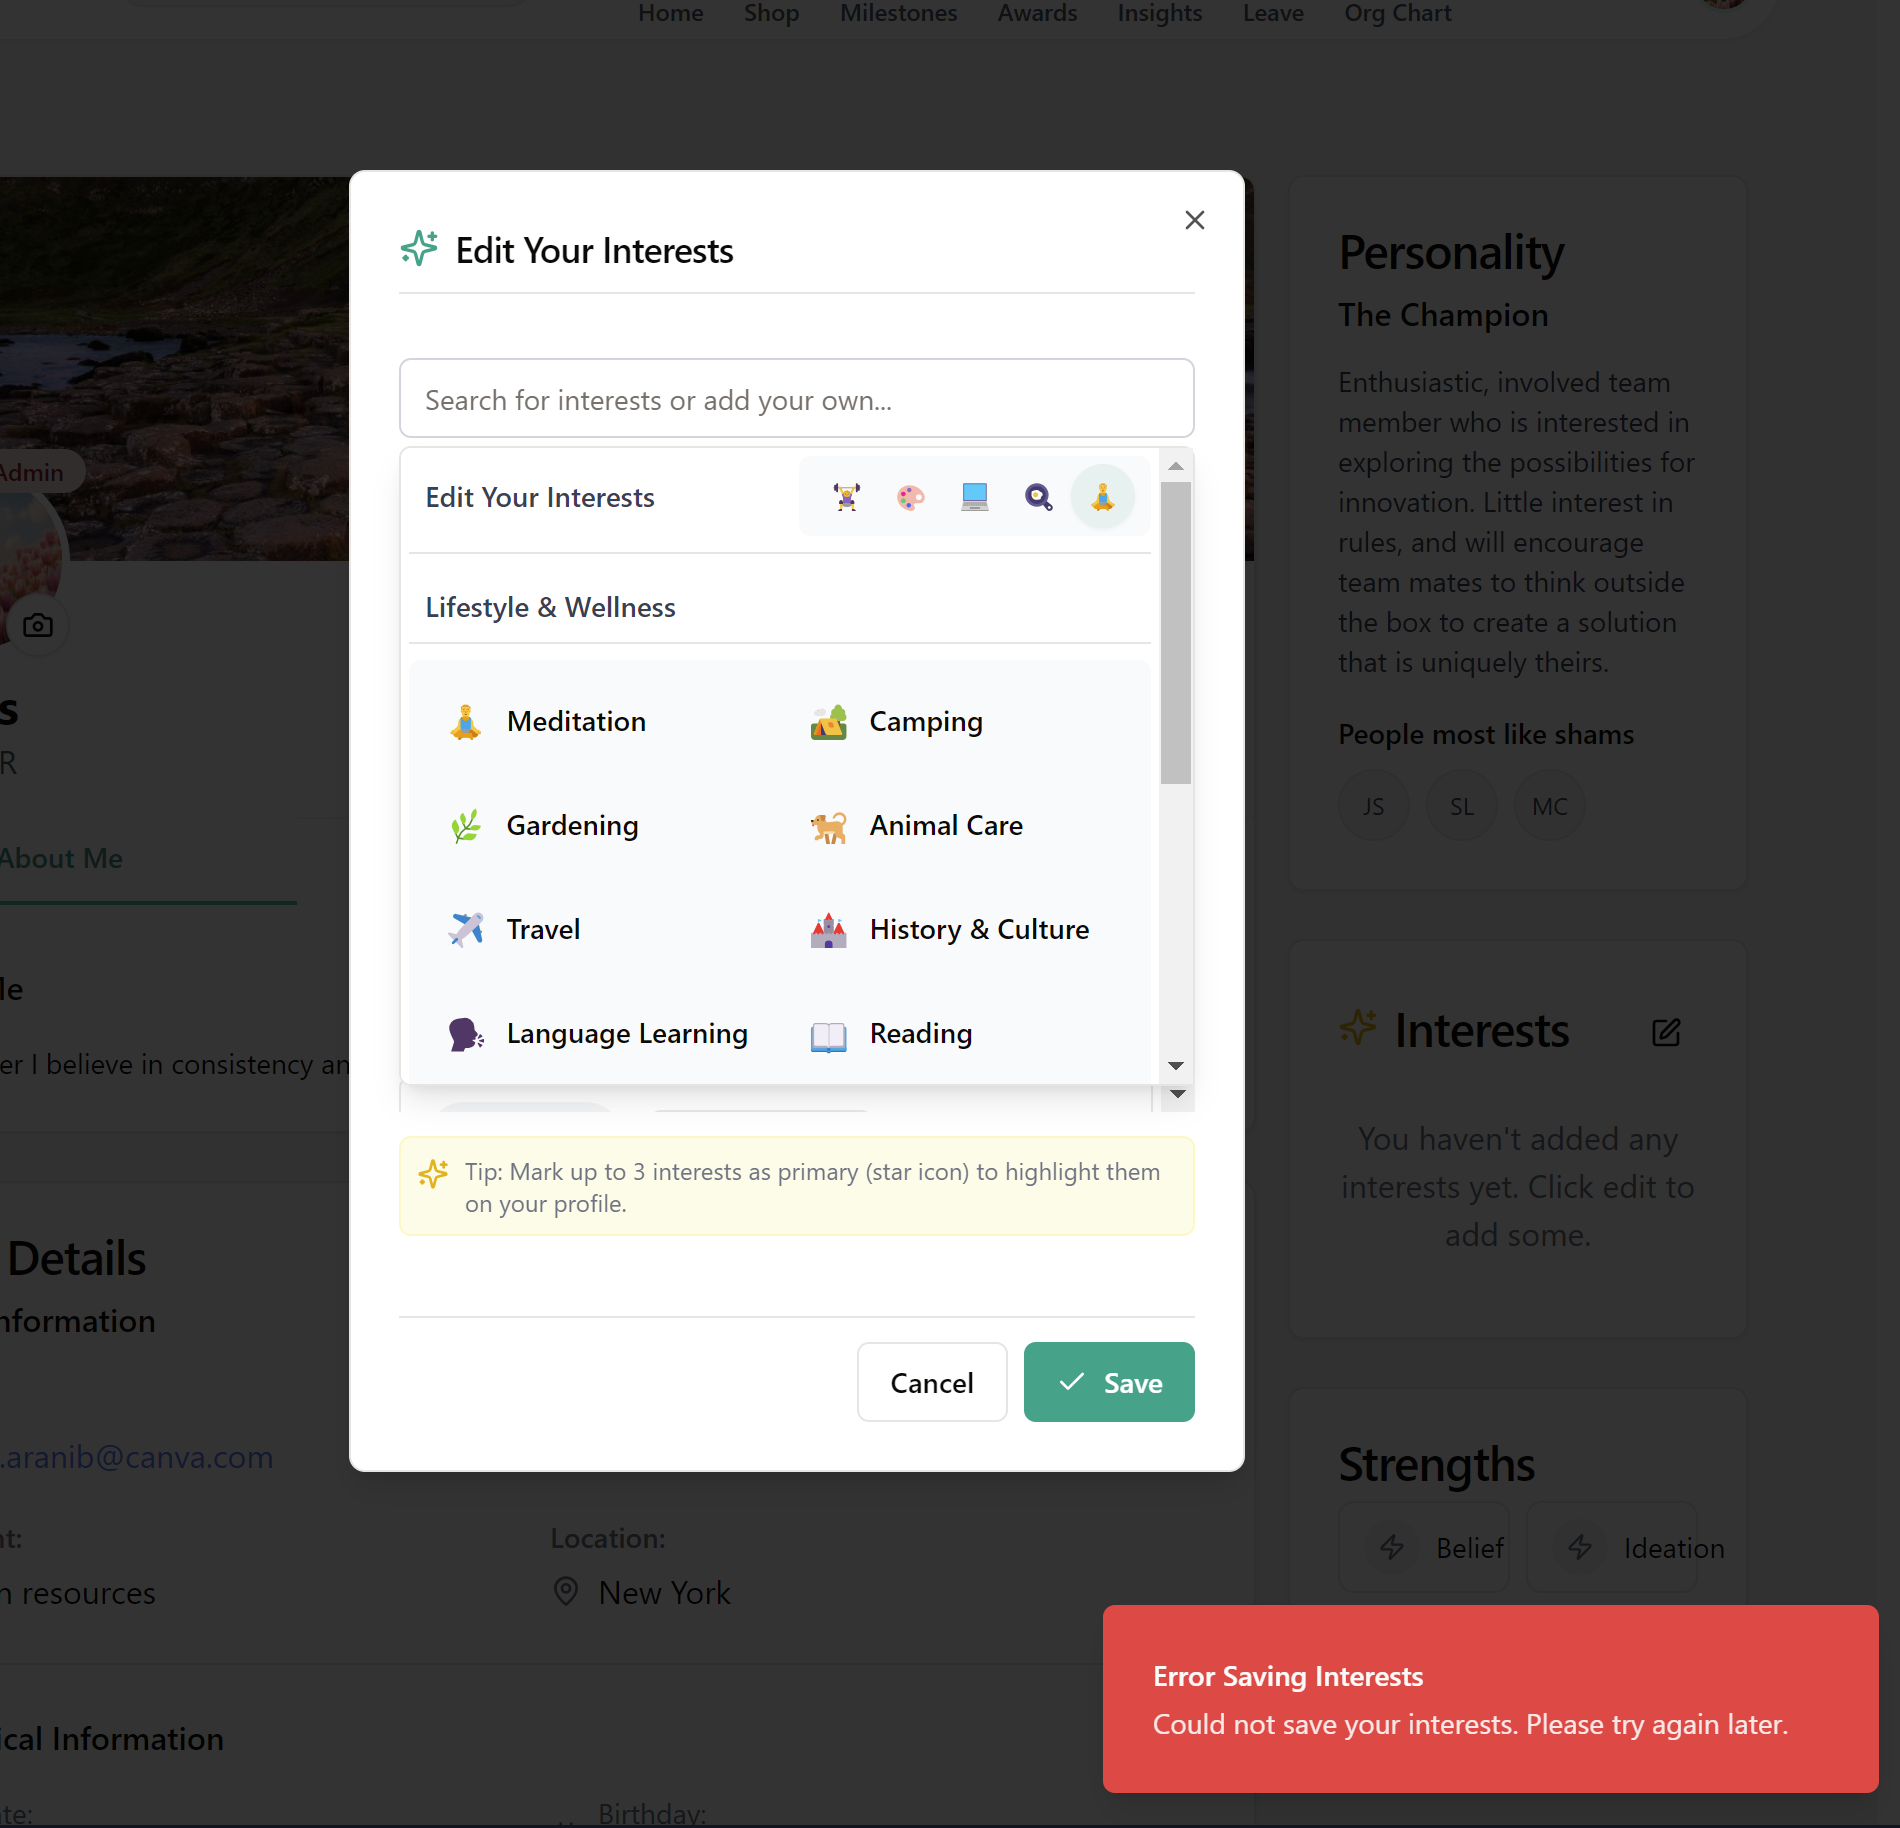 Home Shop Milestones Awards Insights Leave Org Chart
Edit Your Interests
Search for interests or add your own...
Edit Your Interests
Lifestyle & Wellness
Meditation Camping
Gardening Animal Care
Travel History & Culture
Language Learning Reading
Tip: Mark up to 3 interests as primary (star icon) to highlight them
on your profile.
Cancel Save
Admin
s
R
About Me
Me
er I believe in consistency an
Details
nformation
.aranib@canva.com
nt:
n resources
Location:
New York
ical Information
ate:
Birthday:
Personality
The Champion
Enthusiastic, involved team
member who is interested in
exploring the possibilities for
innovation. Little interest in
rules, and will encourage
team mates to think outside
the box to create a solution
that is uniquely theirs.
People most like shams
JS SL MC
Interests
You haven't added any
interests yet. Click edit to
add some.
Strengths
Belief Ideation
Error Saving Interests
Could not save your interests. Please try again later.